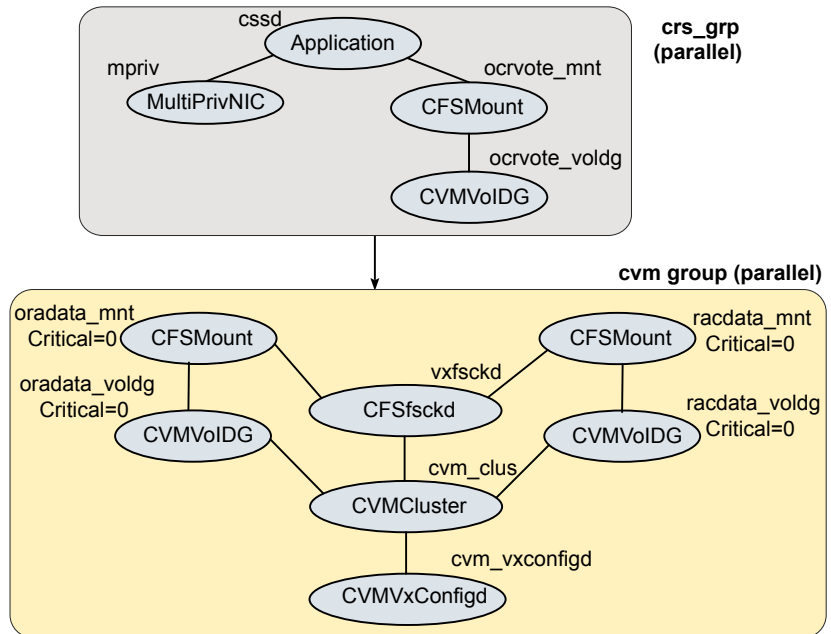 cssd
Application
crs_grp
(parallel)
mpriv
MultiPrivNIC
ocrvote_mnt
CFSMount
ocrvote_voldg
CVMVolDG
cvm group (parallel)
oradata_mnt
Critical=0
CFSMount
racdata_mnt
Critical=0
CFSMount
oradata_voldg
Critical=0
CVMVolDG
vxfsckd
CFSfsckd
racdata_voldg
Critical=0
CVMVolDG
cvm_clus
CVMCluster
cvm_vxconfigd
CVMVxConfigd